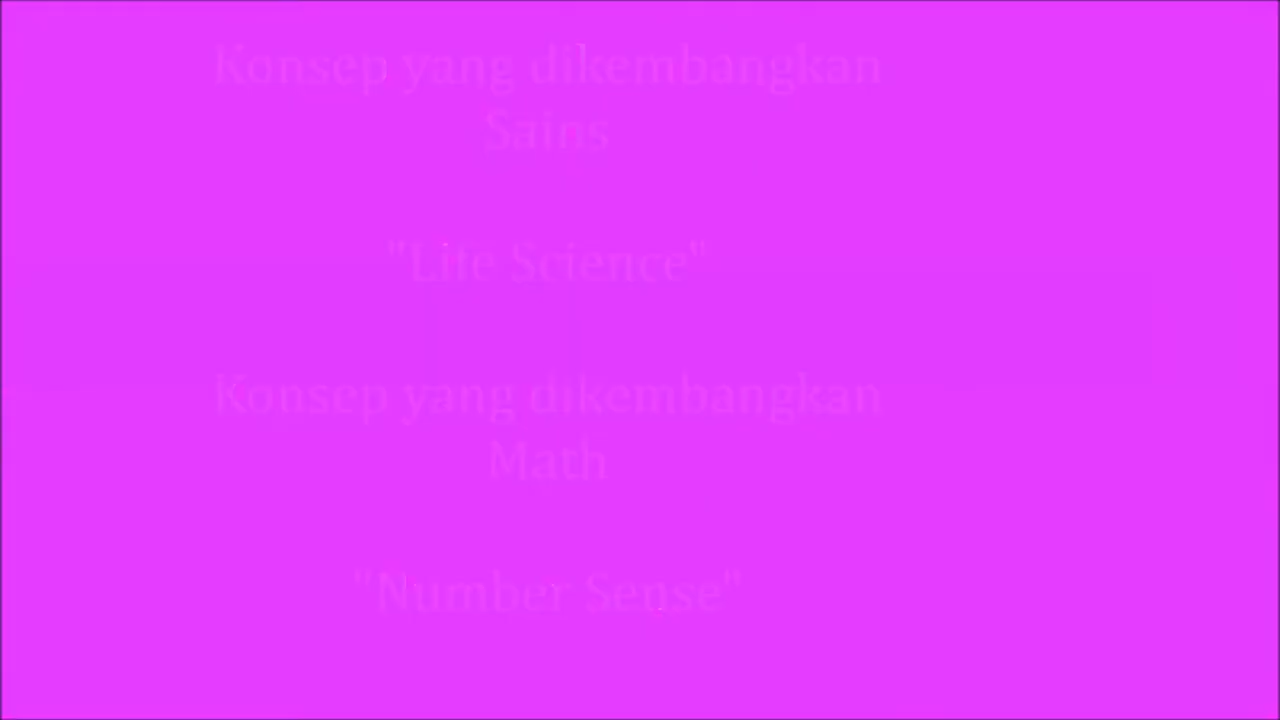 Konsep yang dikembangkan
Sains
"Life Science"
Konsep yang dikembangkan
Math
"Number Sense"